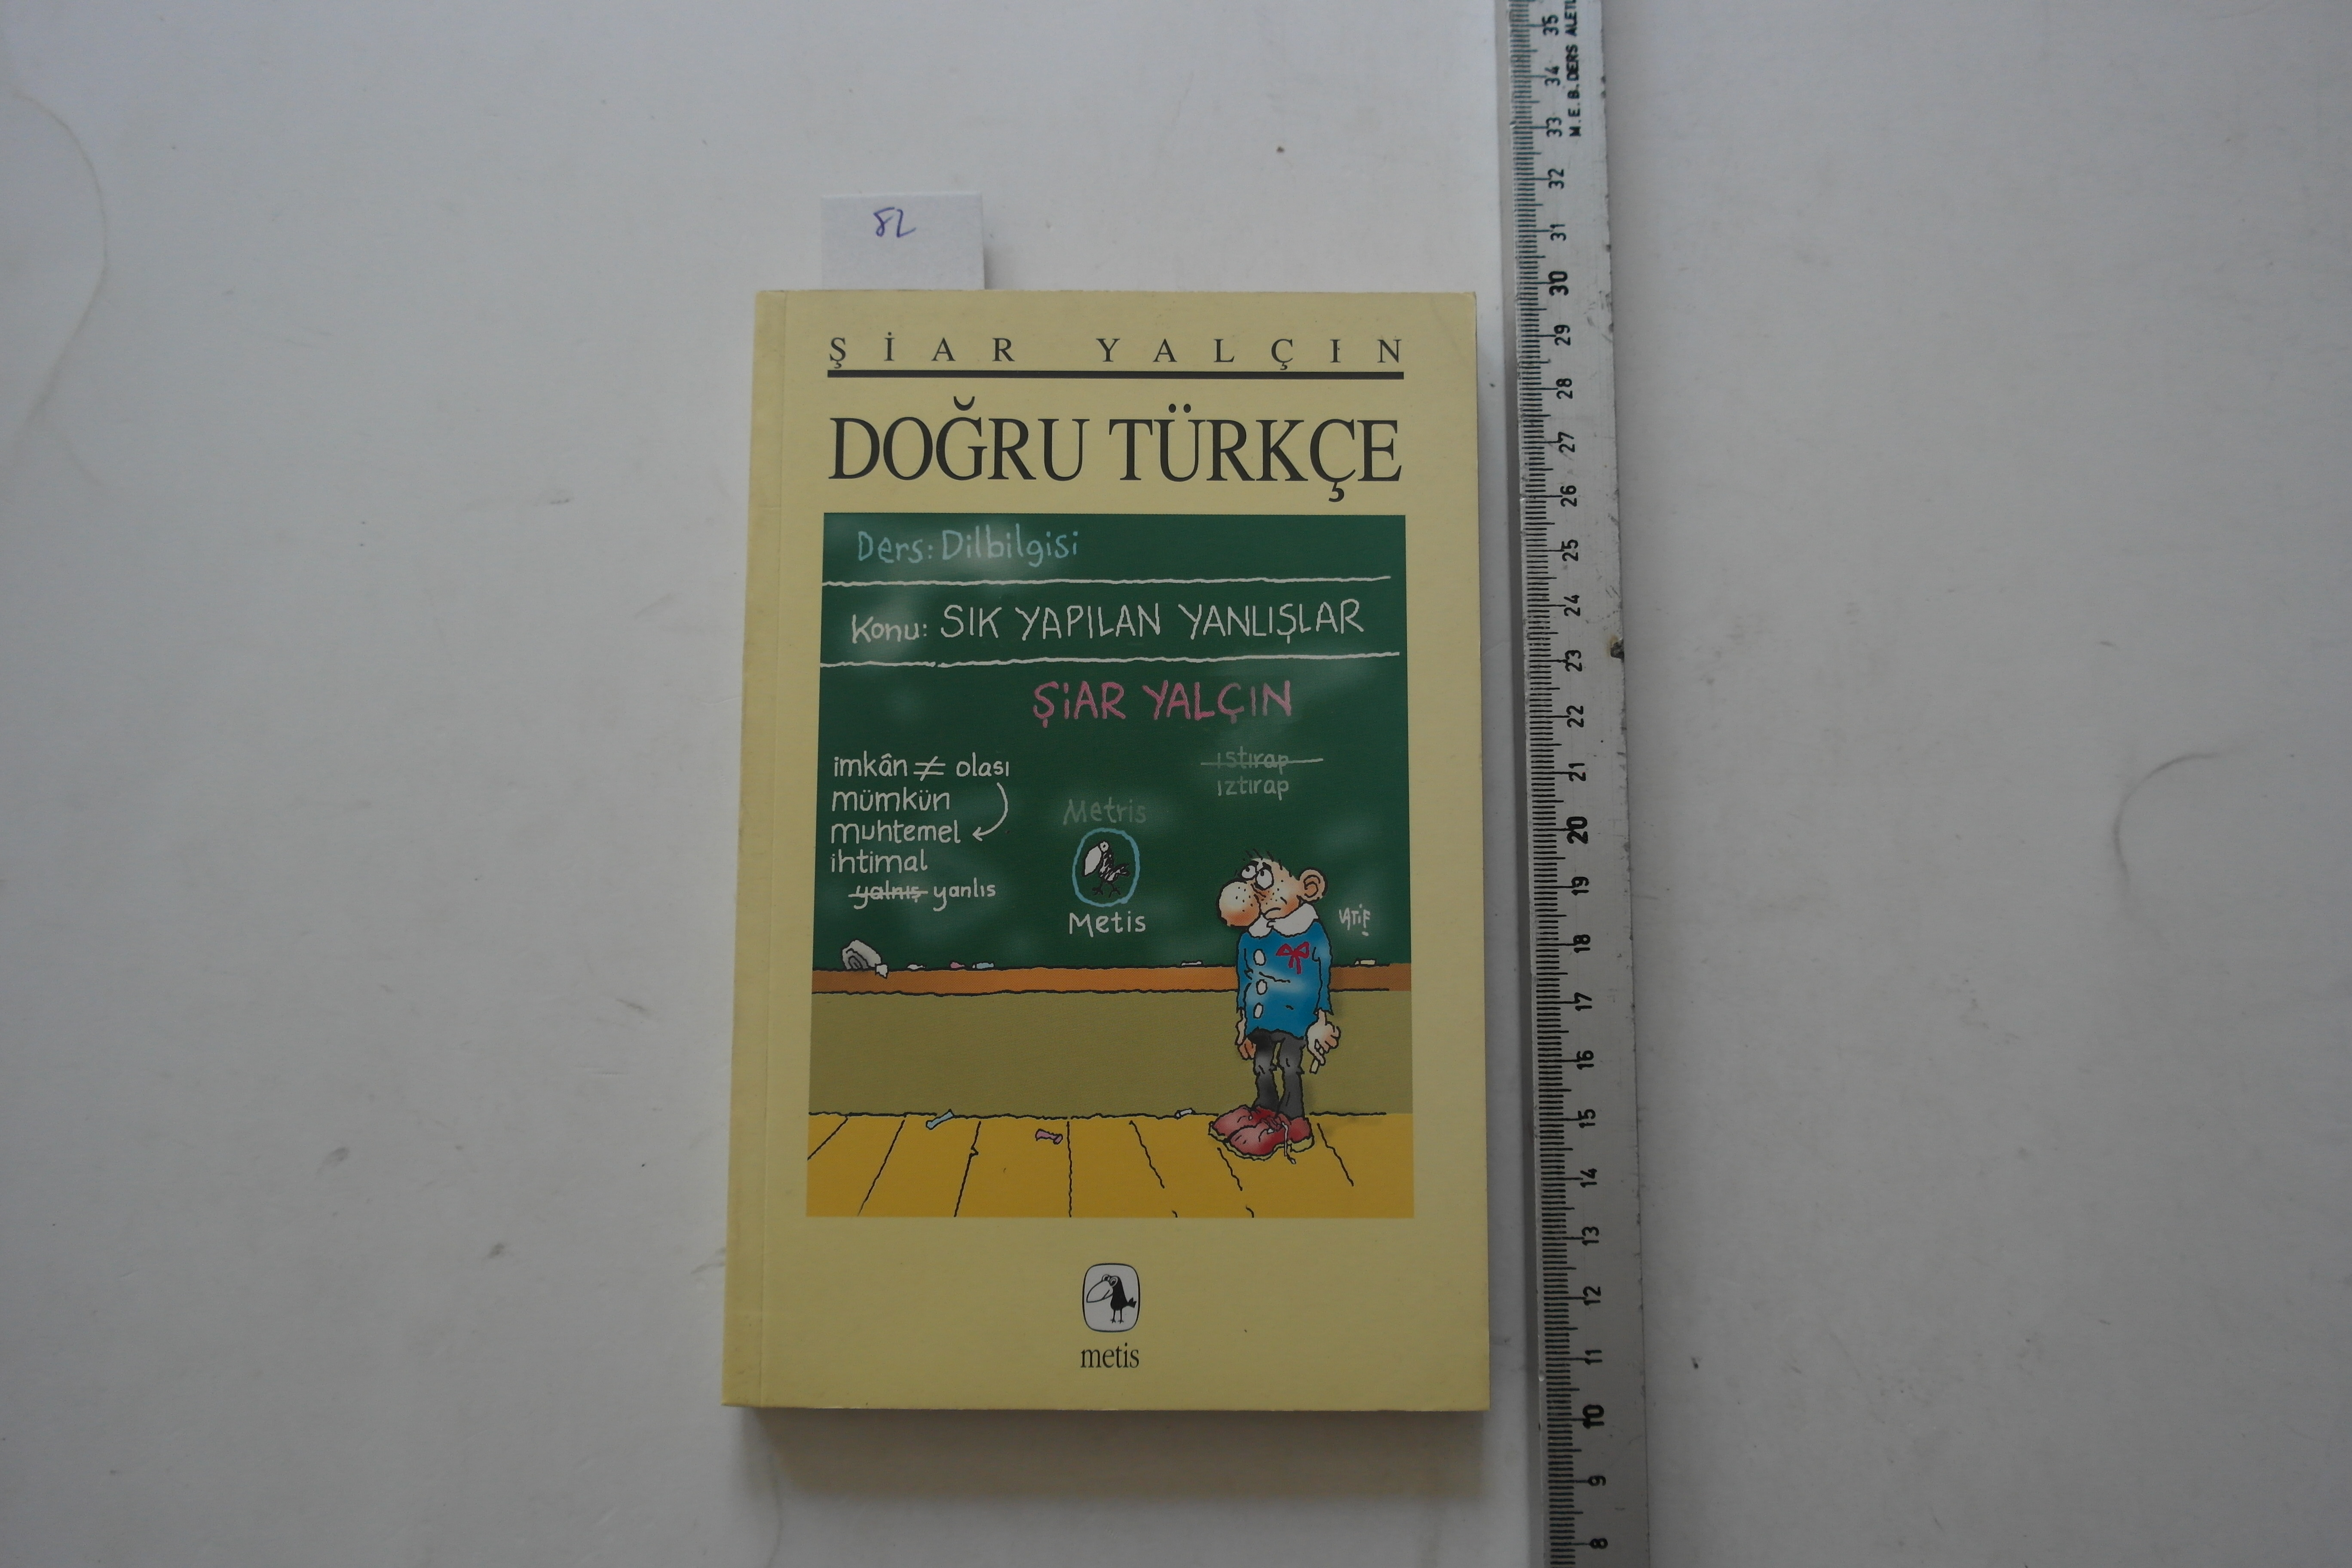 82
ŞİAR YALÇIN
DOĞRU TÜRKÇE
Ders: Dilbilgisi
Konu: SIK YAPILAN YANLIŞLAR
ŞİAR YALÇIN
imkân ≠ olası
mümkün
muhtemel
ihtimal
yalnış yanlıs
ıstırap
ıztırap
Metris
Metis
LATİF
metis
35
34
33
32
31
30
29
28
27
26
25
24
23
22
21
20
19
18
17
16
15
14
13
12
11
10
9
8
M.E.B. DERS ALETL